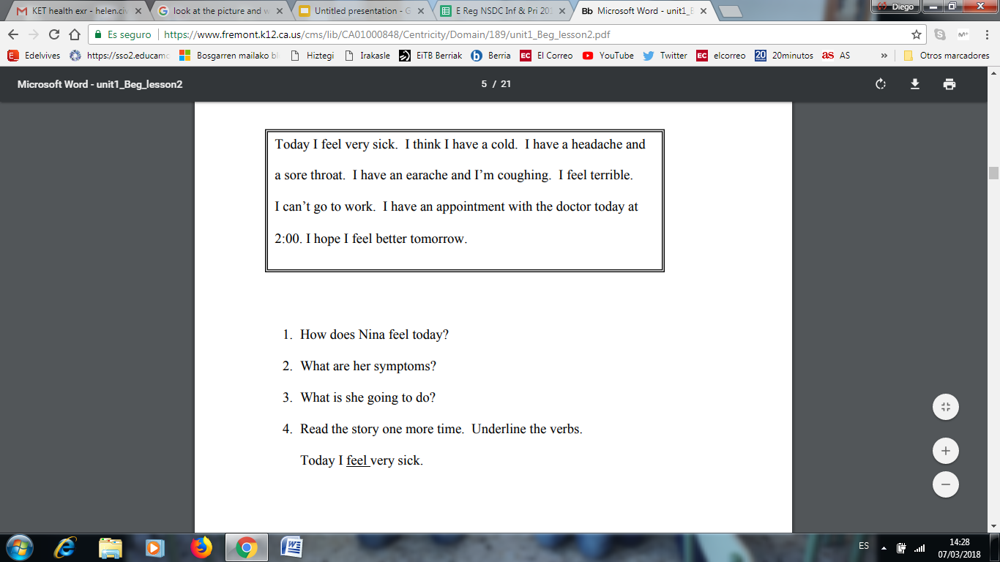 KET health exr - helen.ci
look at the picture and w
Untitled presentation - G
E Reg NSDC Inf & Pri 201
Bb Microsoft Word - unit1_B
Diego
Es seguro | https://www.fremont.k12.ca.us/cms/lib/CA01000848/Centricity/Domain/189/unit1_Beg_lesson2.pdf
Edelvives https://sso2.educamc Bosgarren mailako bl Hiztegi Irakasle EiTB Berriak Berria EC El Correo YouTube Twitter EC elcorreo 20 20minutos as AS » Otros marcadores
Microsoft Word - unit1_Beg_lesson2 5 / 21
Today I feel very sick. I think I have a cold. I have a headache and
a sore throat. I have an earache and I’m coughing. I feel terrible.
I can’t go to work. I have an appointment with the doctor today at
2:00. I hope I feel better tomorrow.
1. How does Nina feel today?
2. What are her symptoms?
3. What is she going to do?
4. Read the story one more time. Underline the verbs.
Today I feel very sick.
ES 14:28
07/03/2018